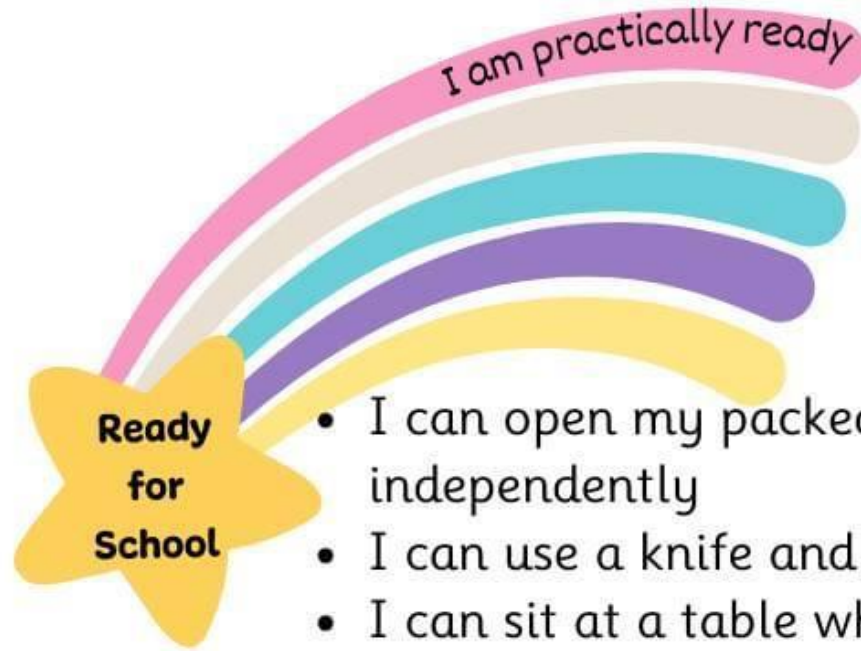 I am practically ready
Ready
for
School
• I can open my packed
independently
• I can use a knife and
• I can sit at a table